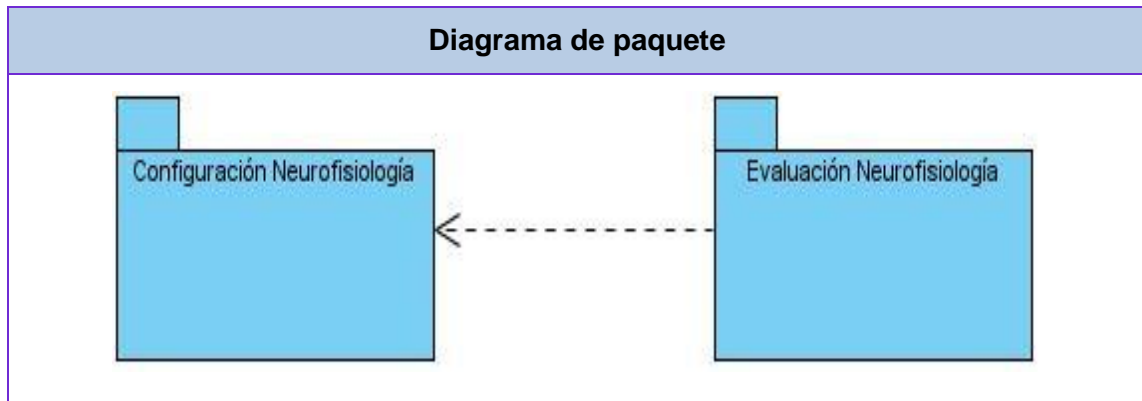 Diagrama de paquete
Configuración Neurofisiología
Evaluación Neurofisiología